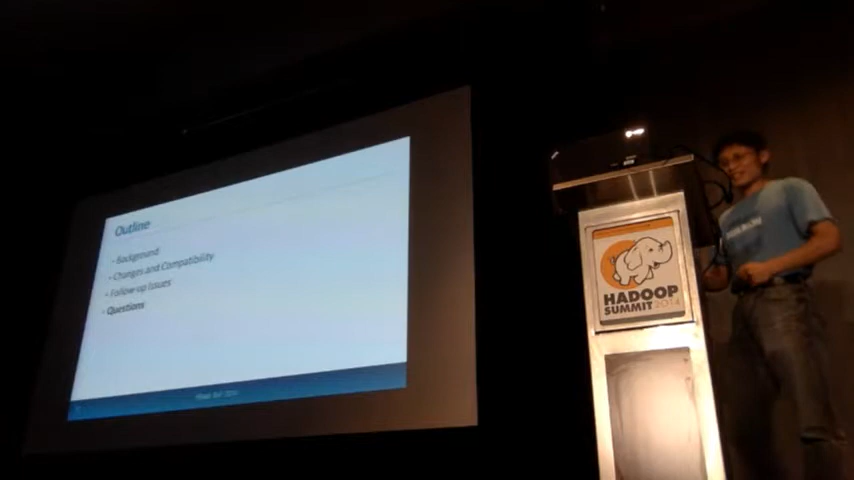 Outline
• Background
• Changes and Compatibility
• Follow-up Issues
• Questions
HADOOP
SUMMIT 2014